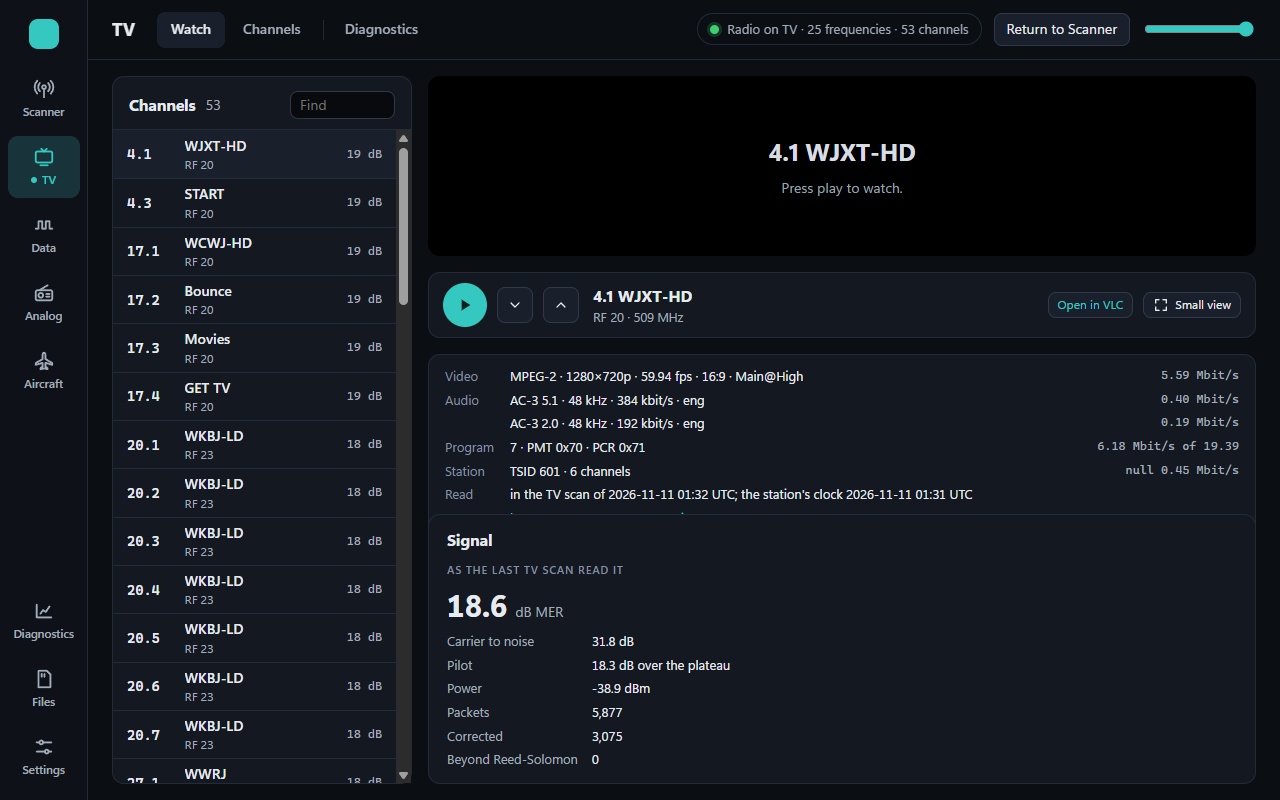 TV
Watch
Channels
Diagnostics
Radio on TV · 25 frequencies · 53 channels
Return to Scanner
Scanner
TV
Data
Analog
Aircraft
Diagnostics
Files
Settings
Channels 53
Find
4.1 WJXT-HD 19 dB
RF 20
4.3 START 19 dB
RF 20
17.1 WCWJ-HD 19 dB
RF 20
17.2 Bounce 19 dB
RF 20
17.3 Movies 19 dB
RF 20
17.4 GET TV 19 dB
RF 20
20.1 WKBJ-LD 18 dB
RF 23
20.2 WKBJ-LD 18 dB
RF 23
20.3 WKBJ-LD 18 dB
RF 23
20.4 WKBJ-LD 18 dB
RF 23
20.5 WKBJ-LD 18 dB
RF 23
20.6 WKBJ-LD 18 dB
RF 23
20.7 WKBJ-LD 18 dB
RF 23
27.1 WWRJ 18 dB
4.1 WJXT-HD
Press play to watch.
4.1 WJXT-HD
RF 20 · 509 MHz
Open in VLC
Small view
Video MPEG-2 · 1280×720p · 59.94 fps · 16:9 · Main@High 5.59 Mbit/s
Audio AC-3 5.1 · 48 kHz · 384 kbit/s · eng 0.40 Mbit/s
AC-3 2.0 · 48 kHz · 192 kbit/s · eng 0.19 Mbit/s
Program 7 · PMT 0x70 · PCR 0x71 6.18 Mbit/s of 19.39
Station TSID 601 · 6 channels null 0.45 Mbit/s
Read in the TV scan of 2026-11-11 01:32 UTC; the station's clock 2026-11-11 01:31 UTC
Signal
AS THE LAST TV SCAN READ IT
18.6 dB MER
Carrier to noise 31.8 dB
Pilot 18.3 dB over the plateau
Power -38.9 dBm
Packets 5,877
Corrected 3,075
Beyond Reed-Solomon 0